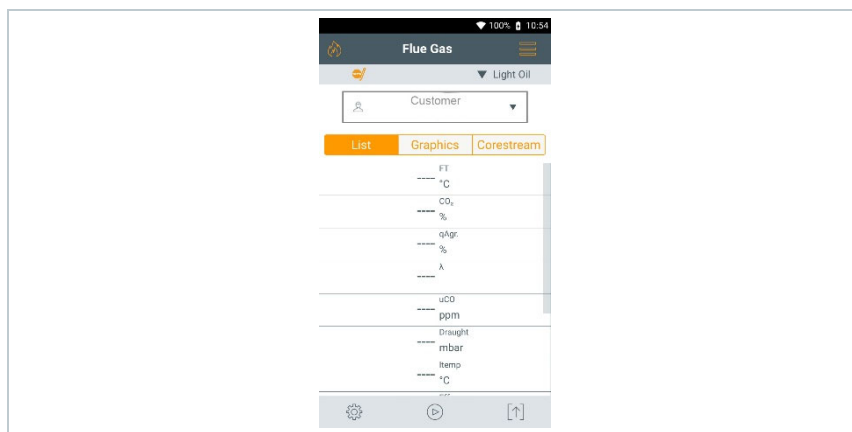 100% 10:54
Flue Gas
Light Oil
Customer
List Graphics Corestream
FT
---- °C
CO₂
---- %
qAgr.
---- %
λ
----
uCO
---- ppm
Draught
---- mbar
Itemp
---- °C